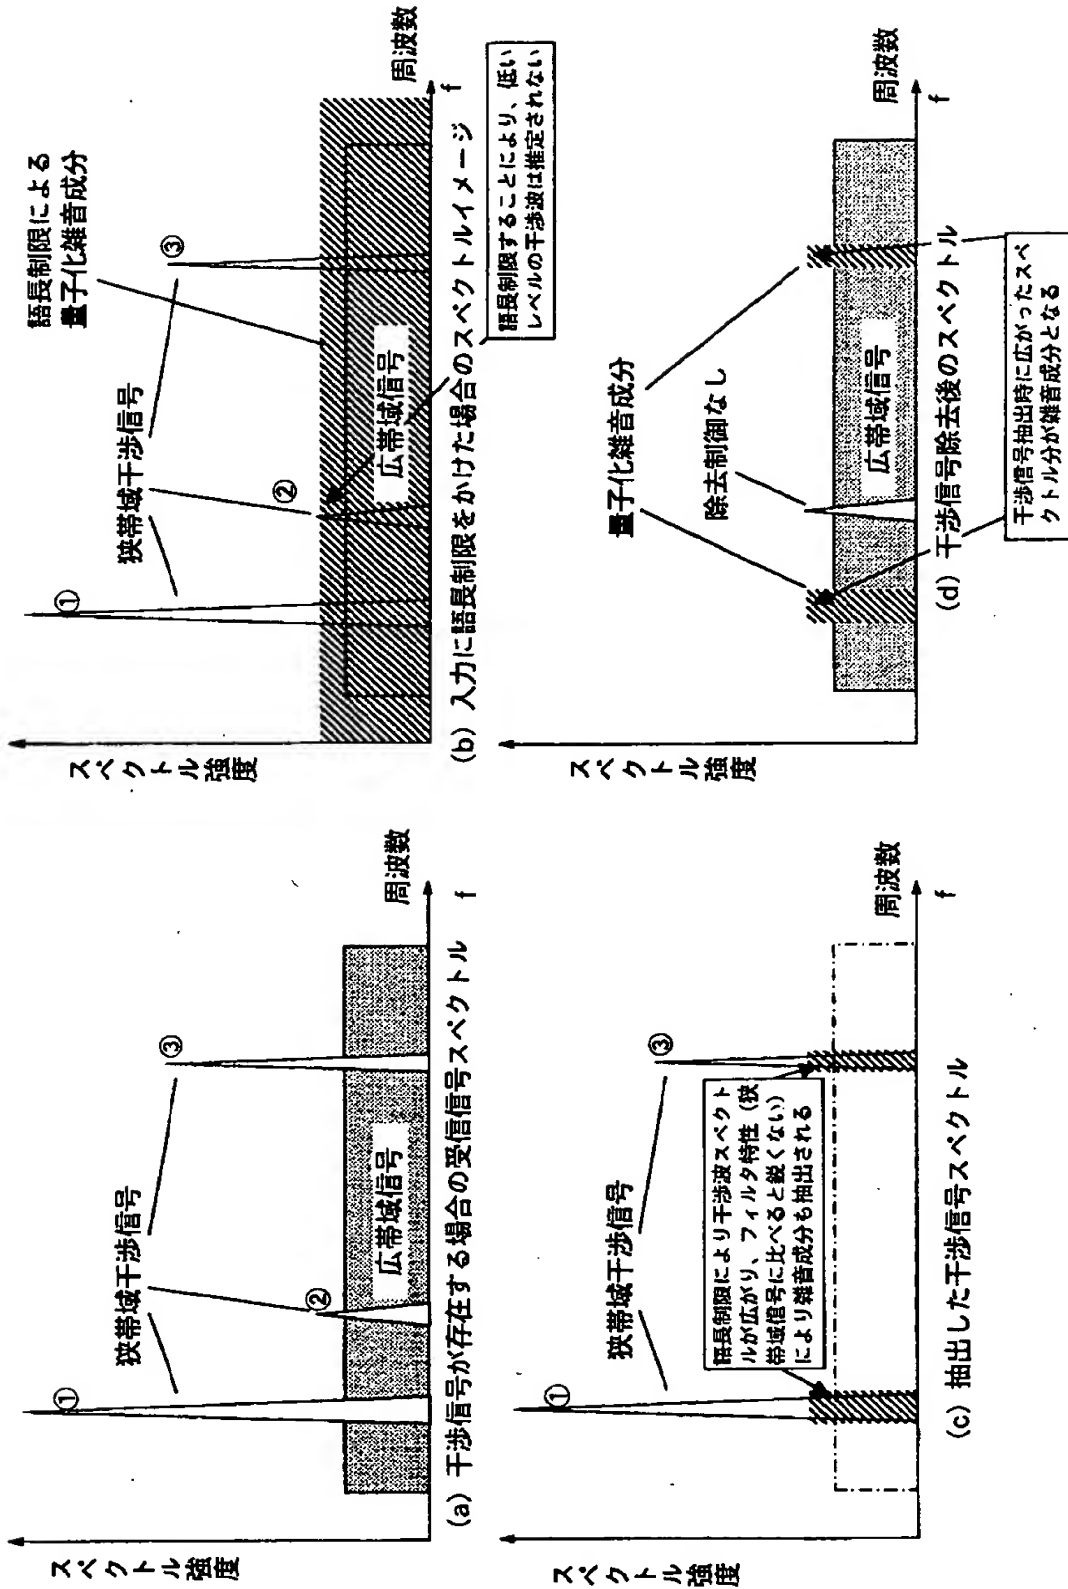 スペクトル強度
狭帯域干渉信号
①
②
③
広帯域信号
周波数
f
(a) 干渉信号が存在する場合の受信信号スペクトル
スペクトル強度
狭帯域干渉信号
語長制限による
量子化雑音成分
①
②
③
広帯域信号
周波数
f
(b) 入力に語長制限をかけた場合のスペクトルイメージ
語長制限することにより、低い
レベルの干渉波は推定されない
スペクトル強度
狭帯域干渉信号
①
③
語長制限により干渉波スペクト
ルが広がり、フィルタ特性（狭
帯域信号に比べると鋭くない）
により雑音成分も抽出される
周波数
f
(c) 抽出した干渉信号スペクトル
スペクトル強度
量子化雑音成分
除去制御なし
広帯域信号
周波数
f
(d) 干渉信号除去後のスペクトル
干渉信号抽出時に広がったスペ
クトル分が雑音成分となる